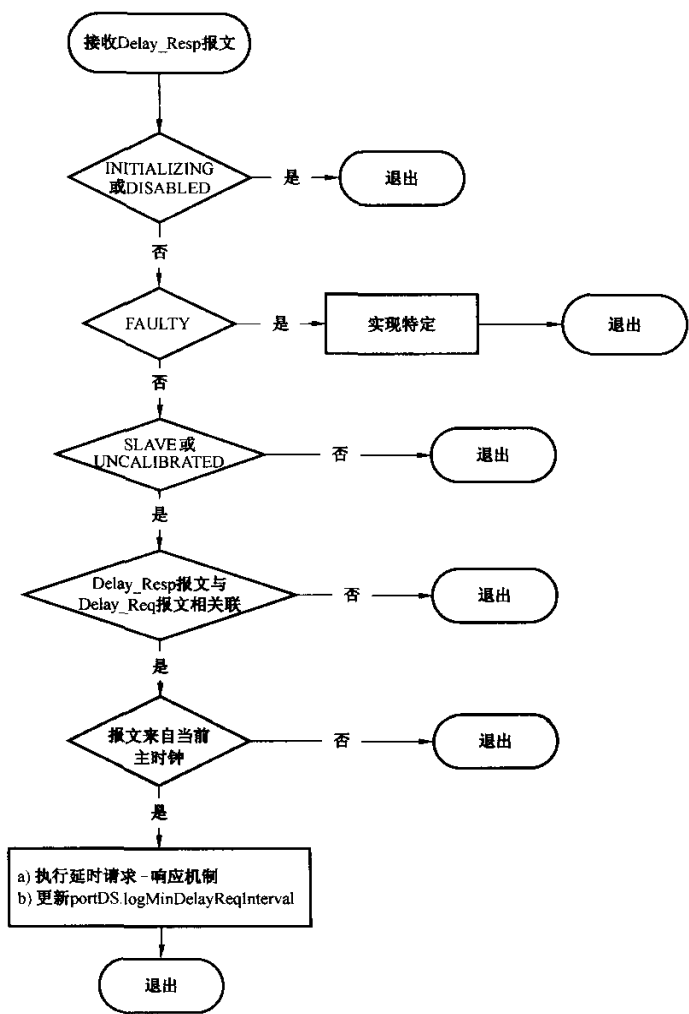 接收Delay_Resp报文
INITIALIZING
或DISABLED
是
退出
否
FAULTY
是
实现特定
退出
否
SLAVE或
UNCALIBRATED
否
退出
是
Delay_Resp报文与
Delay_Req报文相关联
否
退出
是
报文来自当前
主时钟
否
退出
是
a) 执行延时请求-响应机制
b) 更新portDS.logMinDelayReqInterval
退出